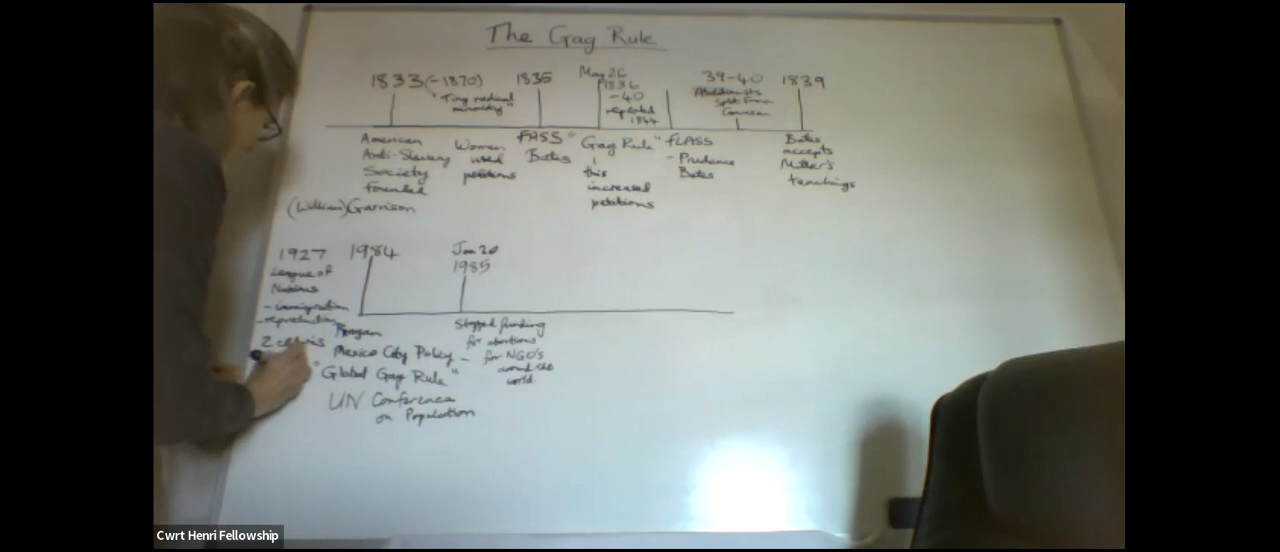 The Gag Rule
1833(-1870)
"Tiny radical
minority"
1835
May 26
1836
-40
repeated
1844
39-40
Abolitionists
split from
Garrison
1839
American
Anti-Slavery
Society
founded
(William) Garrison
Women
used
petitions
FASS
Bates
"Gag Rule"
this
increased
petitions
fLASS
- Prudence
Bates
Bates
accepts
Miller's
teachings
1927
League of
Nations
- immigration
- reproduction
2
1984
Reagan
Mexico City Policy -
"Global Gag Rule"
UN Conference
on Population
Jan 20
1985
Stopped funding
for abortions
for NGO's
around the
world
Cwrt Henri Fellowship